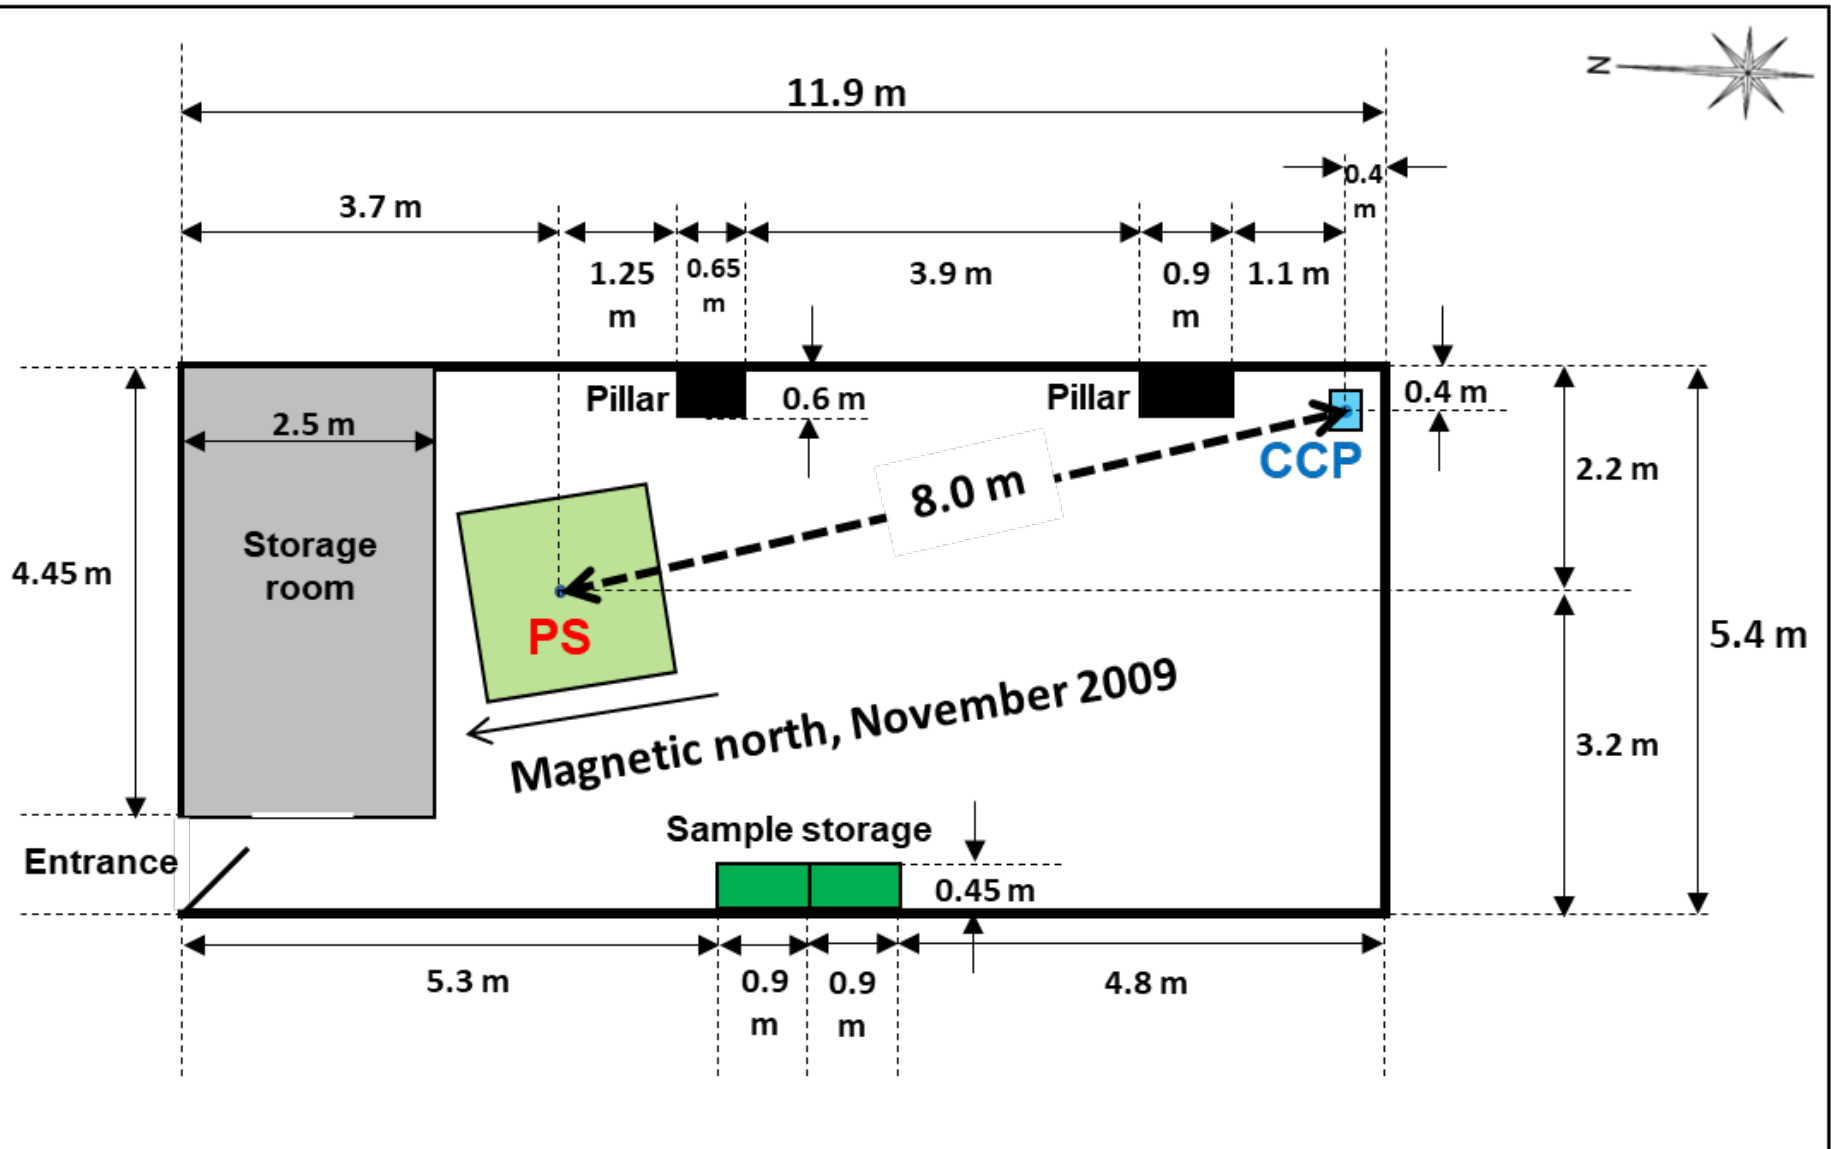 N
11.9 m
0.4
m
3.7 m
1.25
m
0.65
m
3.9 m
0.9
m
1.1 m
Pillar
0.6 m
Pillar
0.4 m
2.5 m
CCP
2.2 m
8.0 m
Storage
room
4.45 m
PS
5.4 m
Magnetic north, November 2009
3.2 m
Sample storage
Entrance
0.45 m
5.3 m
0.9
m
0.9
m
4.8 m